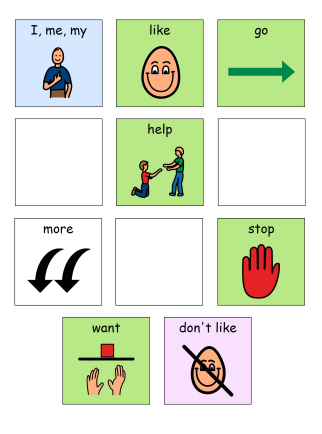 I, me, my
like
go
help
more
stop
want
don't like